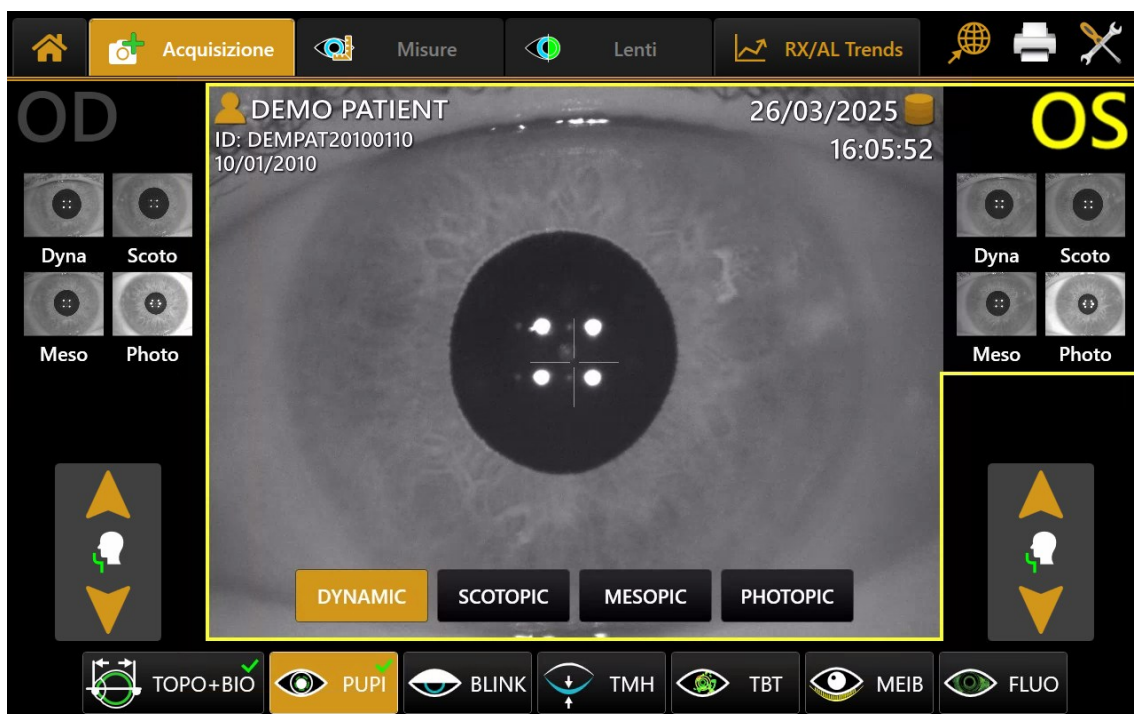 Acquisizione
Misure
Lenti
RX/AL Trends
OD
DEMO PATIENT
ID: DEMPAT20100110
10/01/2010
26/03/2025
16:05:52
OS
Dyna
Scoto
Meso
Photo
Dyna
Scoto
Meso
Photo
DYNAMIC
SCOTOPIC
MESOPIC
PHOTOPIC
TOPO+BIO
PUPI
BLINK
TMH
TBT
MEIB
FLUO